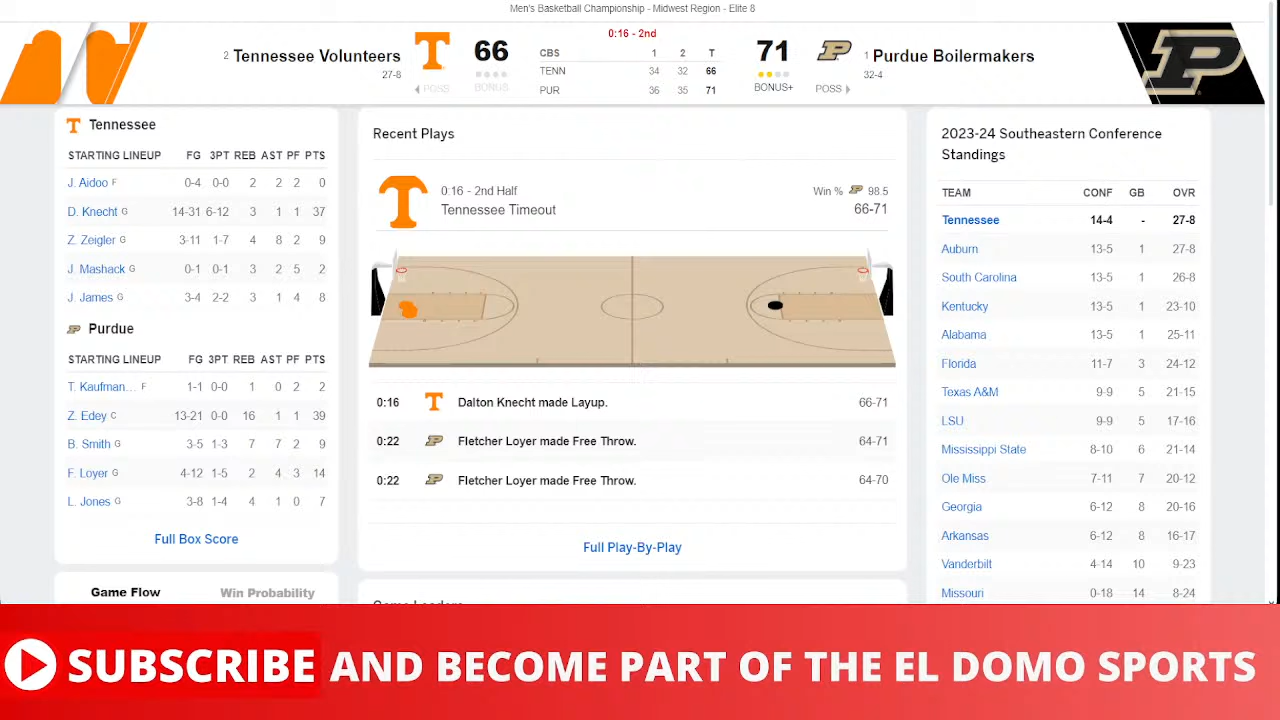 Men's Basketball Championship - Midwest Region - Elite 8
2 Tennessee Volunteers
27-8
T
66
BONUS
POSS
0:16 - 2nd
CBS 1 2 T
TENN 34 32 66
PUR 36 35 71
71
BONUS+
POSS
P
1 Purdue Boilermakers
32-4
P
T Tennessee
STARTING LINEUP FG 3PT REB AST PF PTS
J. Aidoo F 0-4 0-0 2 2 2 0
D. Knecht G 14-31 6-12 3 1 1 37
Z. Zeigler G 3-11 1-7 4 8 2 9
J. Mashack G 0-1 0-1 3 2 5 2
J. James G 3-4 2-2 3 1 4 8
P Purdue
STARTING LINEUP FG 3PT REB AST PF PTS
T. Kaufman... F 1-1 0-0 1 0 2 2
Z. Edey C 13-21 0-0 16 1 1 39
B. Smith G 3-5 1-3 7 7 2 9
F. Loyer G 4-12 1-5 2 4 3 14
L. Jones G 3-8 1-4 4 1 0 7
Full Box Score
Game Flow Win Probability
Recent Plays
T
0:16 - 2nd Half
Tennessee Timeout
Win % P 98.5
66-71
0:16 T Dalton Knecht made Layup. 66-71
0:22 P Fletcher Loyer made Free Throw. 64-71
0:22 P Fletcher Loyer made Free Throw. 64-70
Full Play-By-Play
Game Leaders
2023-24 Southeastern Conference
Standings
TEAM CONF GB OVR
Tennessee 14-4 - 27-8
Auburn 13-5 1 27-8
South Carolina 13-5 1 26-8
Kentucky 13-5 1 23-10
Alabama 13-5 1 25-11
Florida 11-7 3 24-12
Texas A&M 9-9 5 21-15
LSU 9-9 5 17-16
Mississippi State 8-10 6 21-14
Ole Miss 7-11 7 20-12
Georgia 6-12 8 20-16
Arkansas 6-12 8 16-17
Vanderbilt 4-14 10 9-23
Missouri 0-18 14 8-24
SUBSCRIBE AND BECOME PART OF THE EL DOMO SPORTS